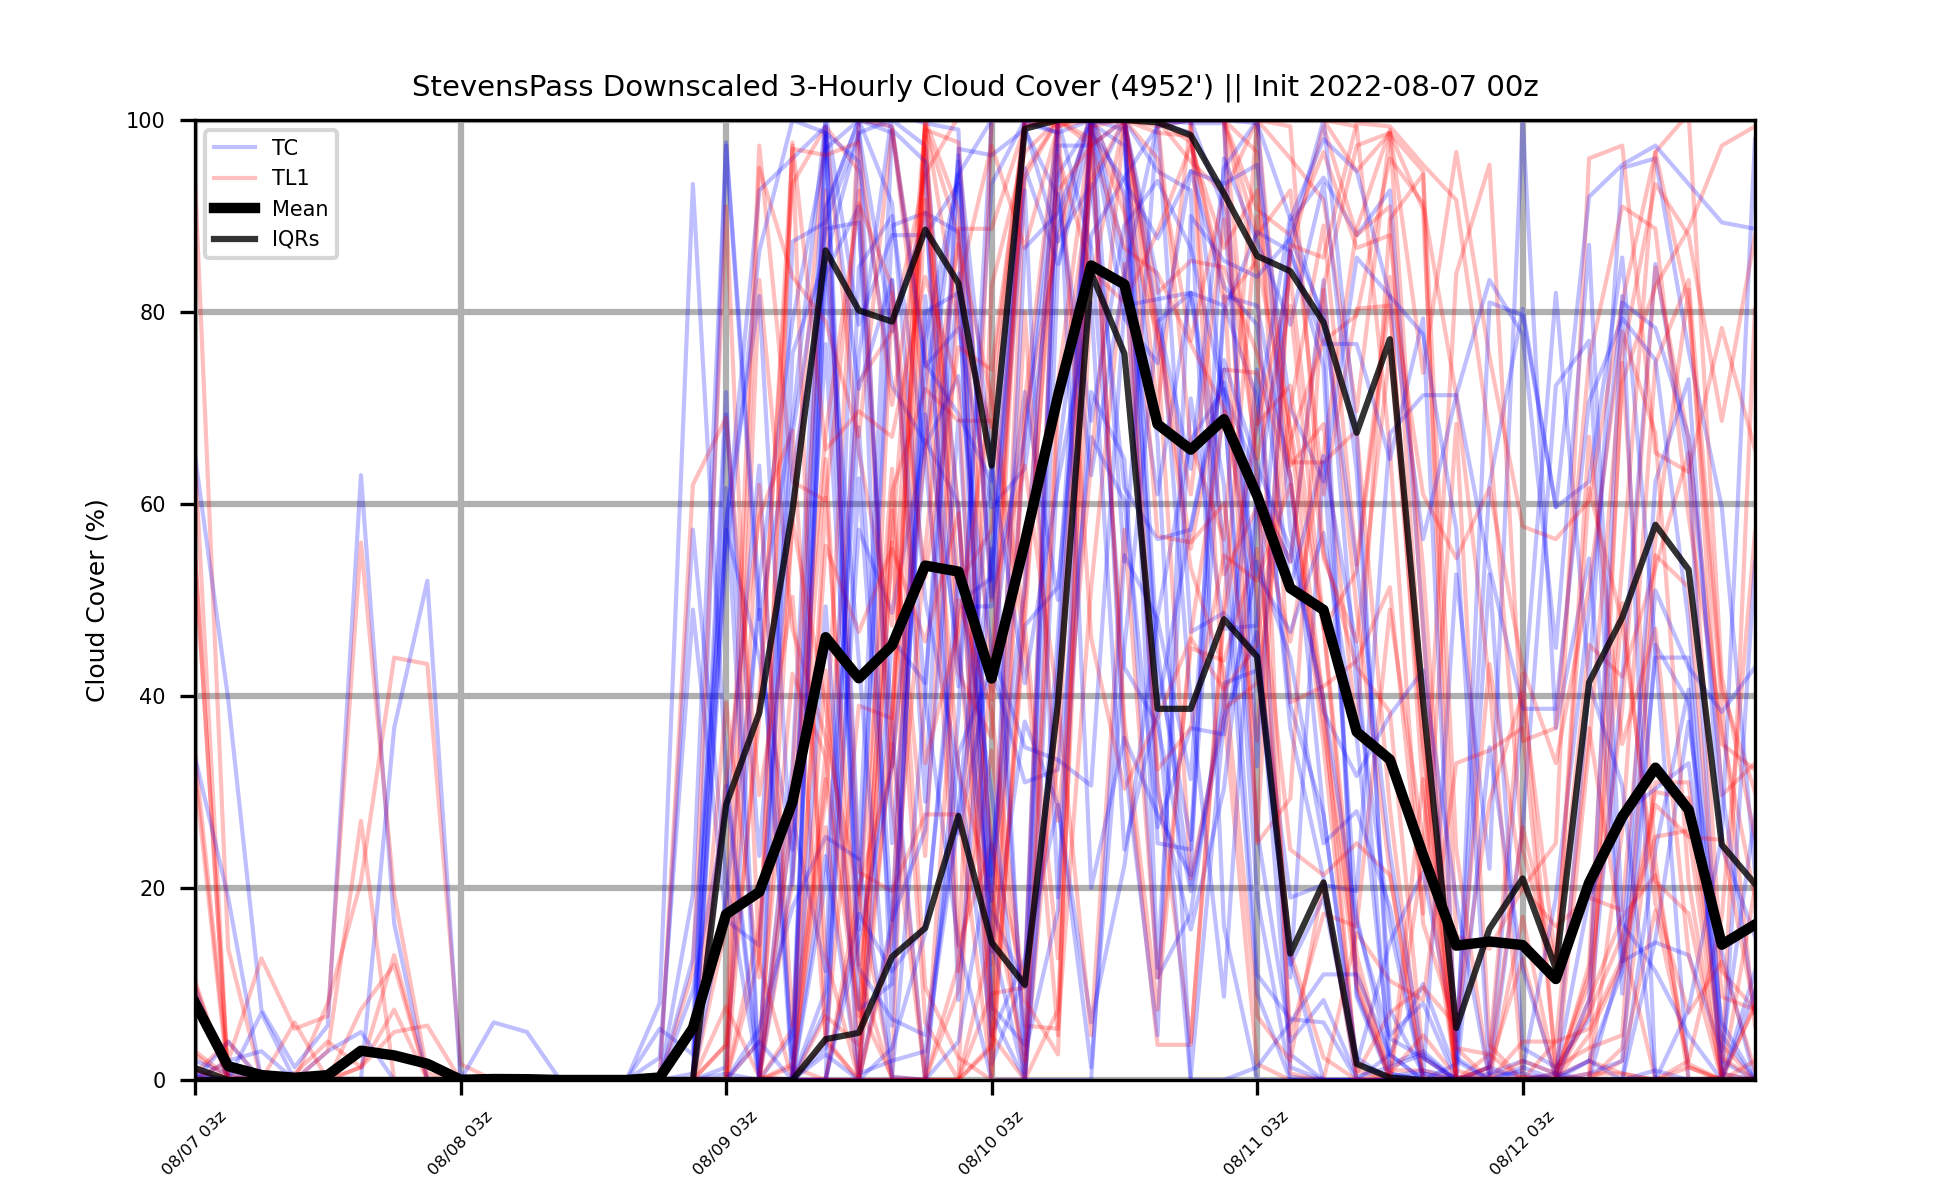 StevensPass Downscaled 3-Hourly Cloud Cover (4952') || Init 2022-08-07 00z
TC
TL1
Mean
IQRs
Cloud Cover (%)
100
80
60
40
20
0
08/07 03z
08/08 03z
08/09 03z
08/10 03z
08/11 03z
08/12 03z